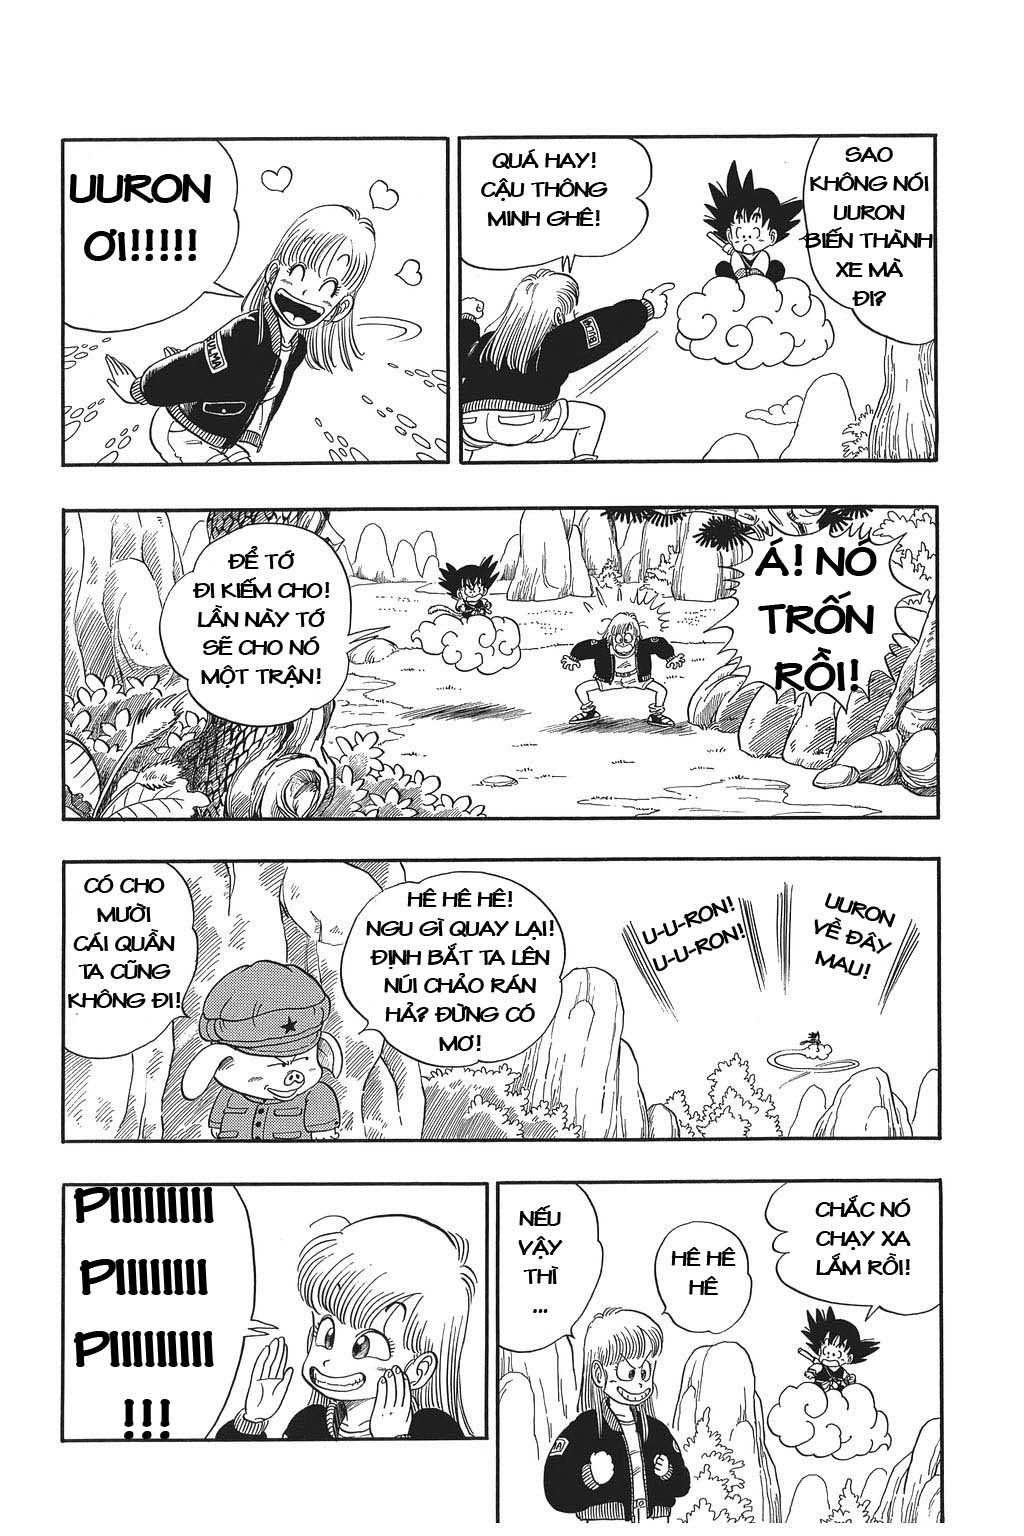 SAO
KHÔNG NÓI
UURON
BIẾN THÀNH
XE MÀ
ĐI?
QUÁ HAY!
CẬU THÔNG
MINH GHÊ!
BULMA
UURON
ƠI!!!!!
BULMA
Á! NÓ
TRỐN
RỒI!
ĐỂ TỚ
ĐI KIẾM CHO!
LẦN NÀY TỚ
SẼ CHO NÓ
MỘT TRẬN!
UURON
VỀ ĐÂY
MAU!
U-U-RON!
U-U-RON!
HÊ HÊ HÊ!
NGU GÌ QUAY LẠI!
ĐỊNH BẮT TA LÊN
NÚI CHẢO RÁN
HẢ? ĐỪNG CÓ
MƠ!
CÓ CHO
MƯỜI
CÁI QUẦN
TA CŨNG
KHÔNG ĐI!
CHẮC NÓ
CHẠY XA
LẮM RỒI!
HÊ HÊ
HÊ
NẾU
VẬY
THÌ
...
MA
PIIIIIIIII
PIIIIIIII
PIIIIIIIII
!!!